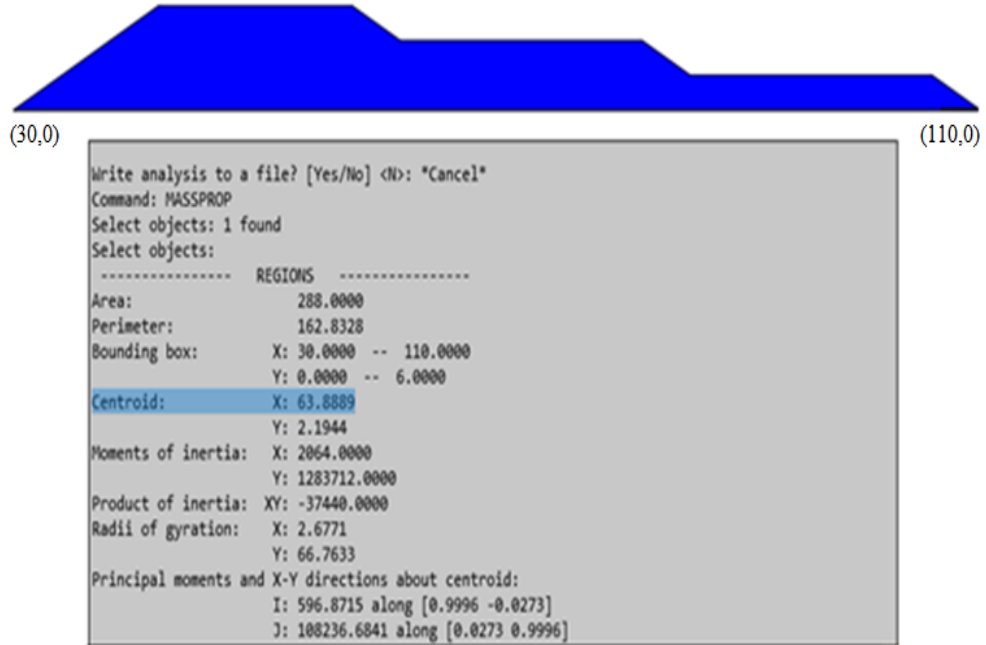 (30,0)
(110,0)
Write analysis to a file? [Yes/No] <N>: *Cancel*
Command: MASSPROP
Select objects: 1 found
Select objects:
---------------- REGIONS ----------------
Area: 288.0000
Perimeter: 162.8328
Bounding box: X: 30.0000 -- 110.0000
Y: 0.0000 -- 6.0000
Centroid: X: 63.8889
Y: 2.1944
Moments of inertia: X: 2064.0000
Y: 1283712.0000
Product of inertia: XY: -37440.0000
Radii of gyration: X: 2.6771
Y: 66.7633
Principal moments and X-Y directions about centroid:
I: 596.8715 along [0.9996 -0.0273]
J: 108236.6841 along [0.0273 0.9996]